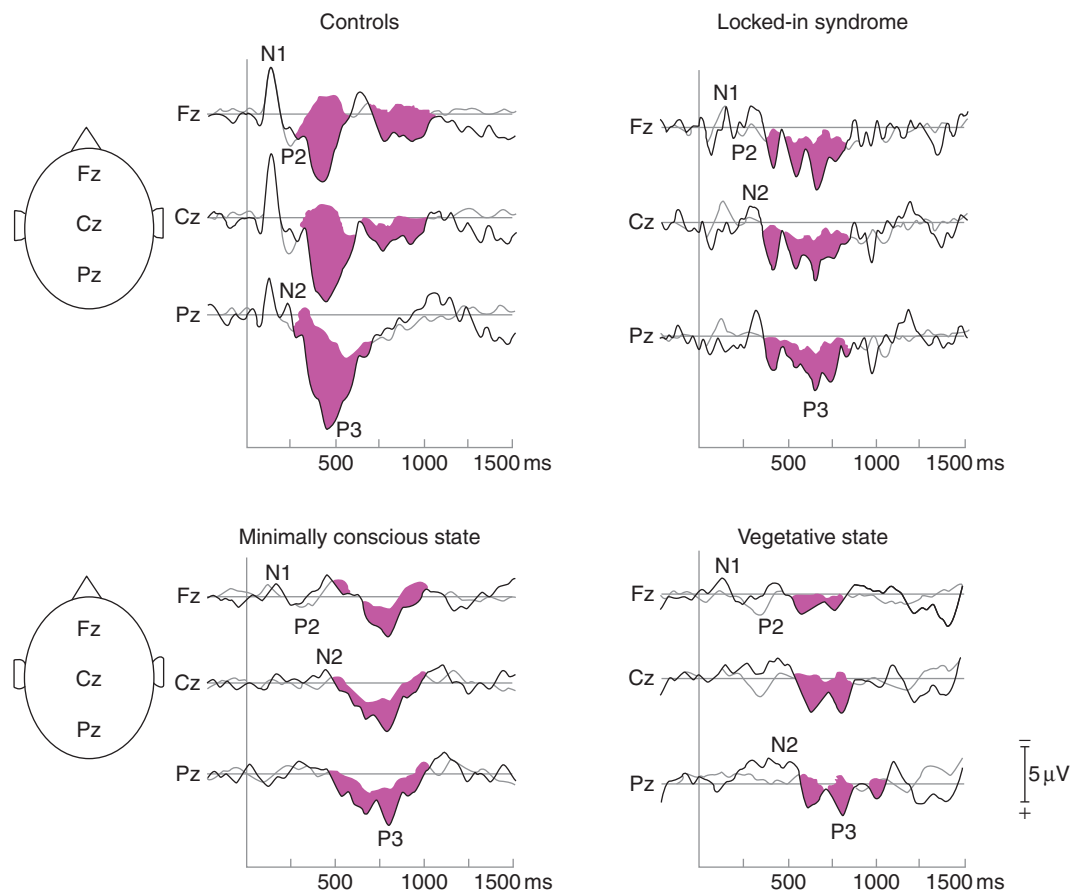 Controls
N1
Fz
P2
Cz
N2
Pz
P3
500 1000 1500 ms
Fz
Cz
Pz
Locked-in syndrome
N1
Fz
P2
N2
Cz
Pz
P3
500 1000 1500 ms
Minimally conscious state
N1
Fz
P2
N2
Cz
Pz
P3
500 1000 1500 ms
Fz
Cz
Pz
Vegetative state
N1
Fz
P2
Cz
N2
Pz
P3
500 1000 1500 ms
−
5 μV
+